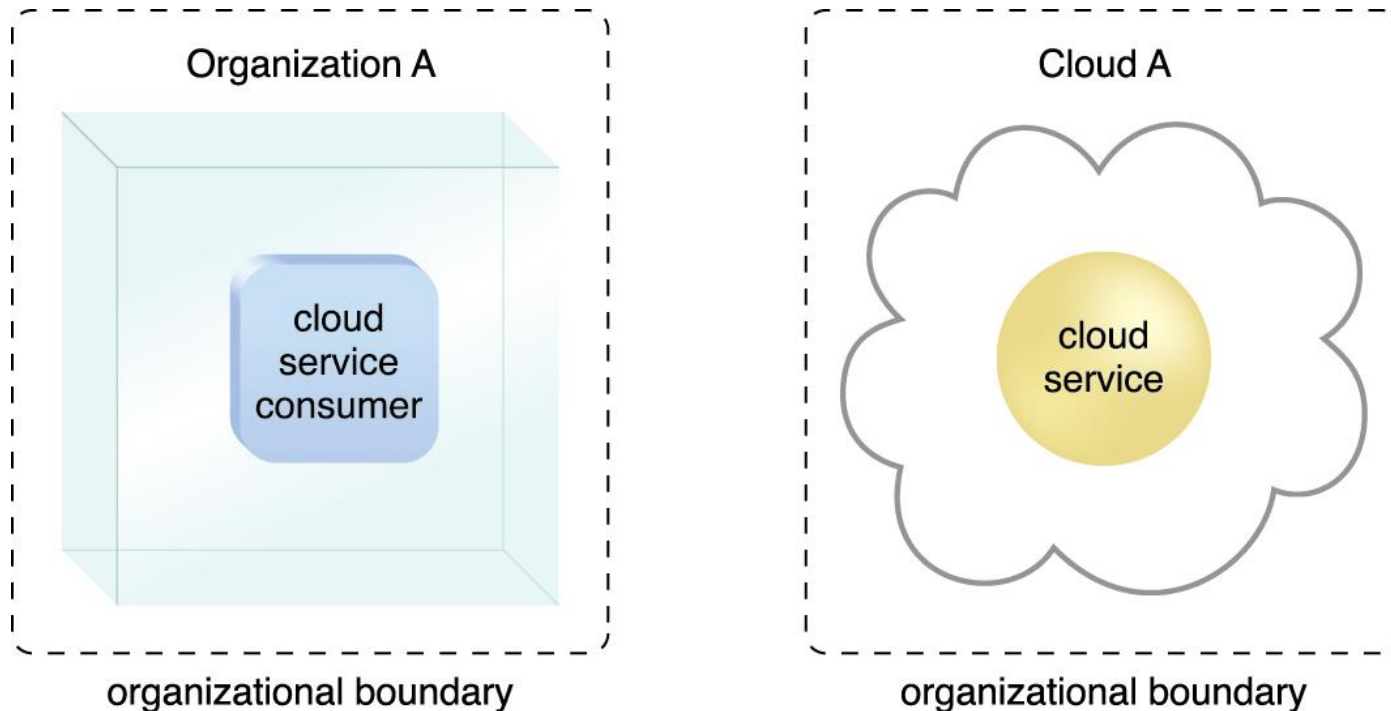 Organization A
cloud
service
consumer
organizational boundary
Cloud A
cloud
service
organizational boundary